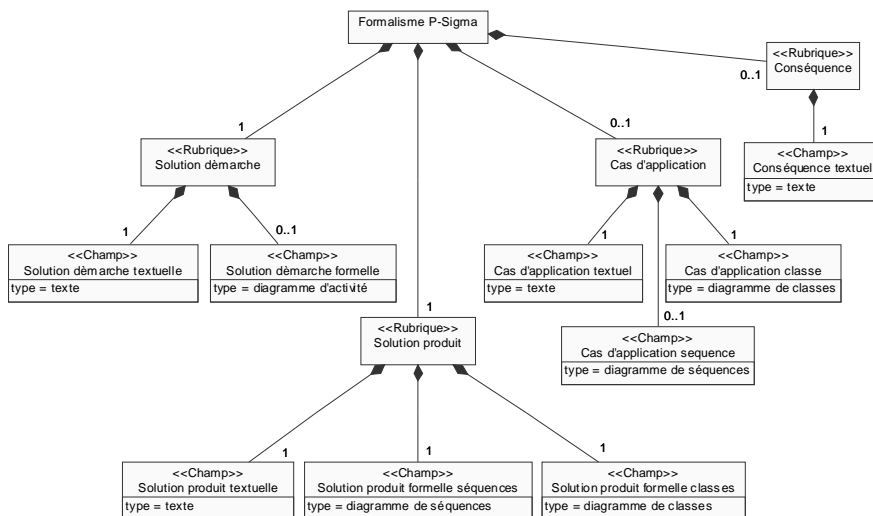 Formalisme P-Sigma
<<Rubrique>>
Conséquence
0..1
1
0..1
1
<<Rubrique>>
Solution dèmarche
<<Rubrique>>
Cas d'application
<<Champ>>
Conséquence textuel
type = texte
1
0..1
1
1
<<Champ>>
Solution dèmarche textuelle
type = texte
<<Champ>>
Solution dèmarche formelle
type = diagramme d'activité
<<Champ>>
Cas d'application textuel
type = texte
<<Champ>>
Cas d'application classe
type = diagramme de classes
1
0..1
<<Rubrique>>
Solution produit
<<Champ>>
Cas d'application sequence
type = diagramme de séquences
1
1
1
<<Champ>>
Solution produit textuelle
type = texte
<<Champ>>
Solution produit formelle séquences
type = diagramme de séquences
<<Champ>>
Solution produit formelle classes
type = diagramme de classes